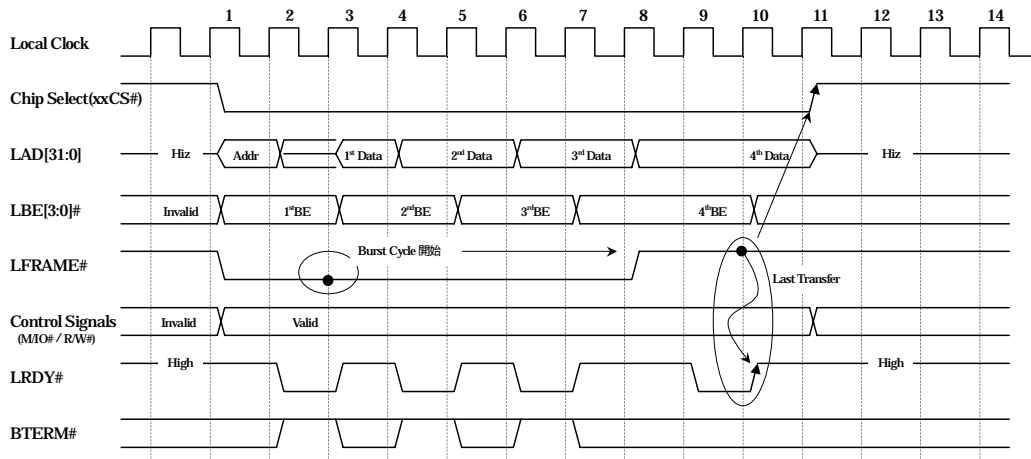 1 2 3 4 5 6 7 8 9 10 11 12 13 14
Local Clock
Chip Select(xxCS#)
LAD[31:0] Hiz Addr 1st Data 2nd Data 3rd Data 4th Data Hiz
LBE[3:0]# Invalid 1stBE 2ndBE 3rdBE 4thBE
Burst Cycle 開始
LFRAME#
Last Transfer
Control Signals Invalid Valid
(M/IO# / R/W#)
High High
LRDY#
BTERM#